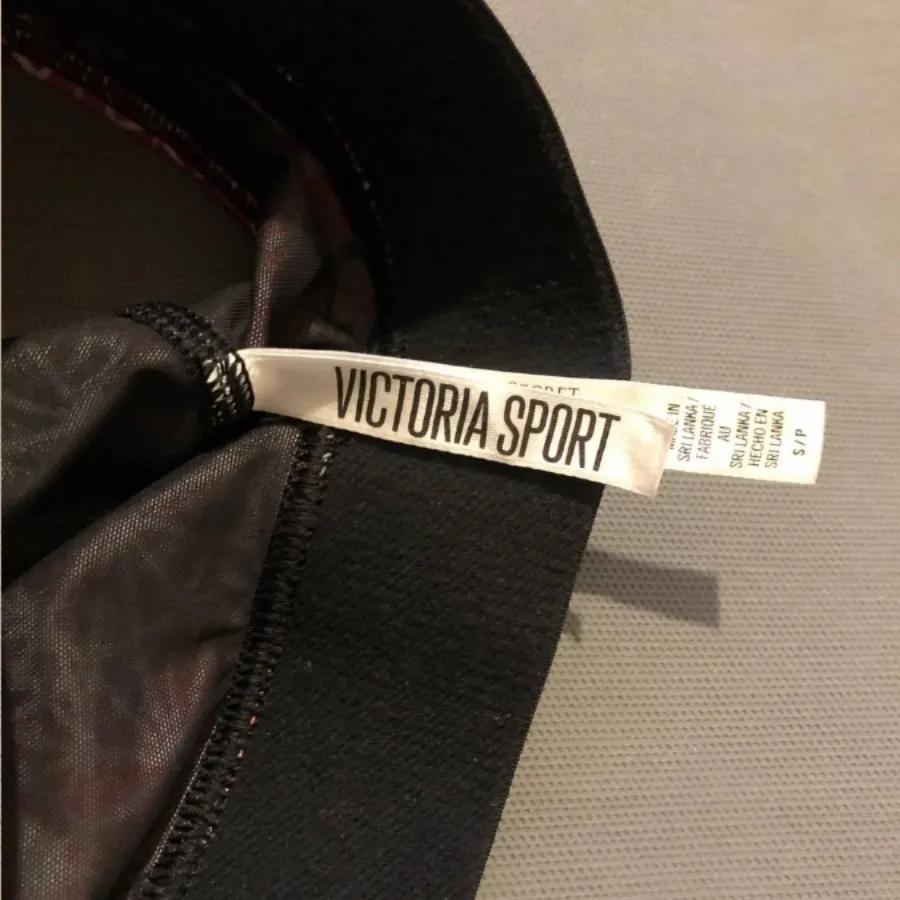 VICTORIA SPORT
MADE IN
SRI LANKA/
FABRIQUÉ
AU
SRI LANKA /
HECHO EN
SRI LANKA
S / P